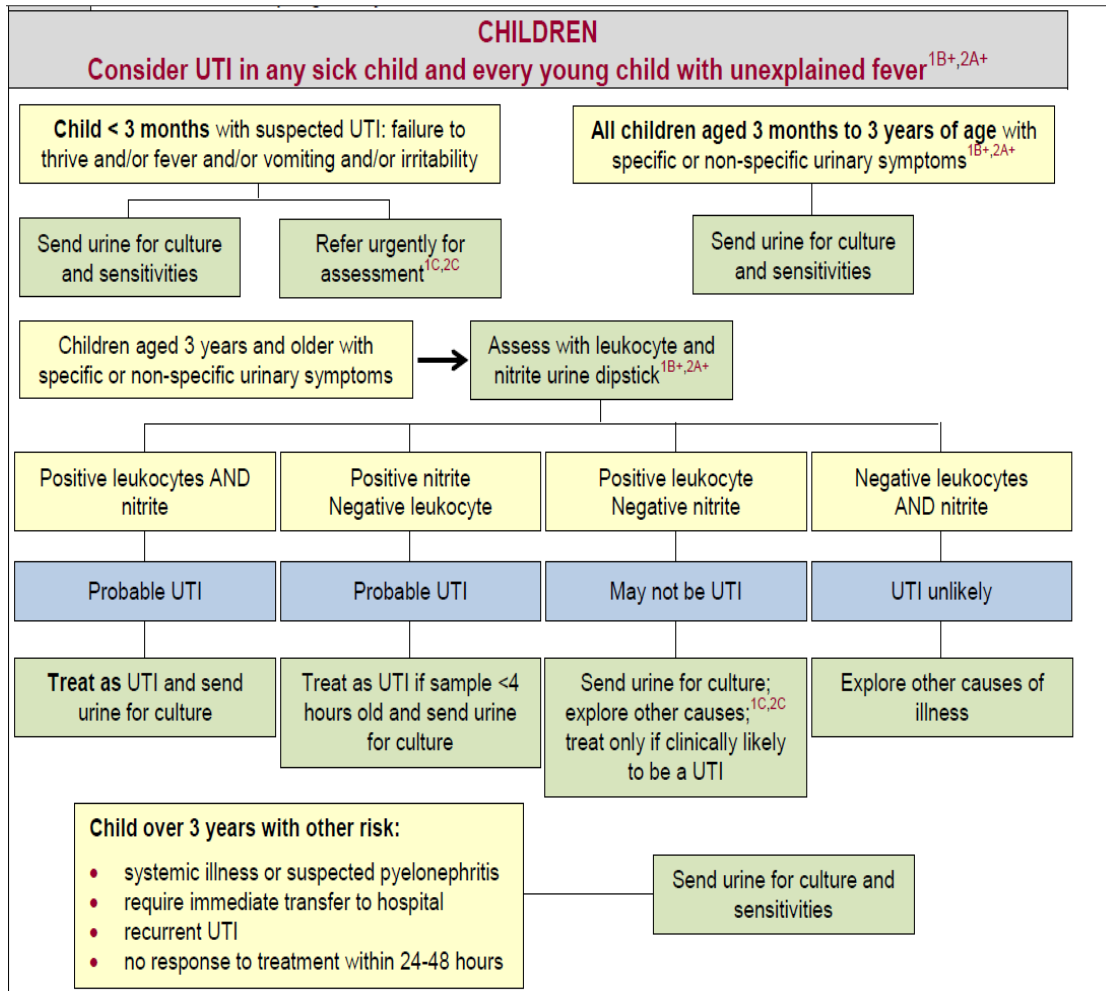 CHILDREN
Consider UTI in any sick child and every young child with unexplained fever1B+,2A+
Child < 3 months with suspected UTI: failure to
thrive and/or fever and/or vomiting and/or irritability
All children aged 3 months to 3 years of age with
specific or non-specific urinary symptoms1B+,2A+
Send urine for culture
and sensitivities
Refer urgently for
assessment1C,2C
Send urine for culture
and sensitivities
Children aged 3 years and older with
specific or non-specific urinary symptoms
Assess with leukocyte and
nitrite urine dipstick1B+,2A+
Positive leukocytes AND
nitrite
Positive nitrite
Negative leukocyte
Positive leukocyte
Negative nitrite
Negative leukocytes
AND nitrite
Probable UTI
Probable UTI
May not be UTI
UTI unlikely
Treat as UTI and send
urine for culture
Treat as UTI if sample <4
hours old and send urine
for culture
Send urine for culture;
explore other causes;1C,2C
treat only if clinically likely
to be a UTI
Explore other causes of
illness
Child over 3 years with other risk:
• systemic illness or suspected pyelonephritis
• require immediate transfer to hospital
• recurrent UTI
• no response to treatment within 24-48 hours
Send urine for culture and
sensitivities